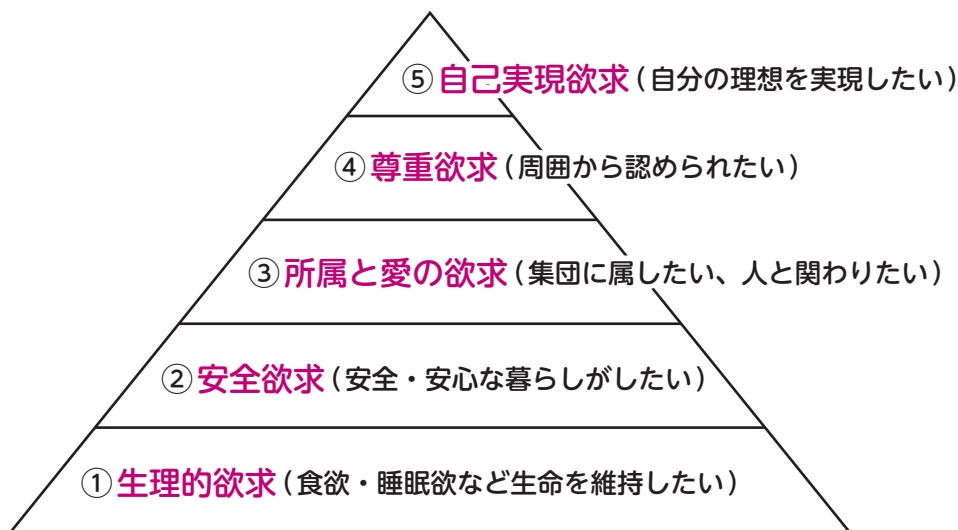 ⑤自己実現欲求(自分の理想を実現したい)
④尊重欲求(周囲から認められたい)
③所属と愛の欲求(集団に属したい、人と関わりたい)
②安全欲求(安全・安心な暮らしがしたい)
①生理的欲求(食欲・睡眠欲など生命を維持したい)